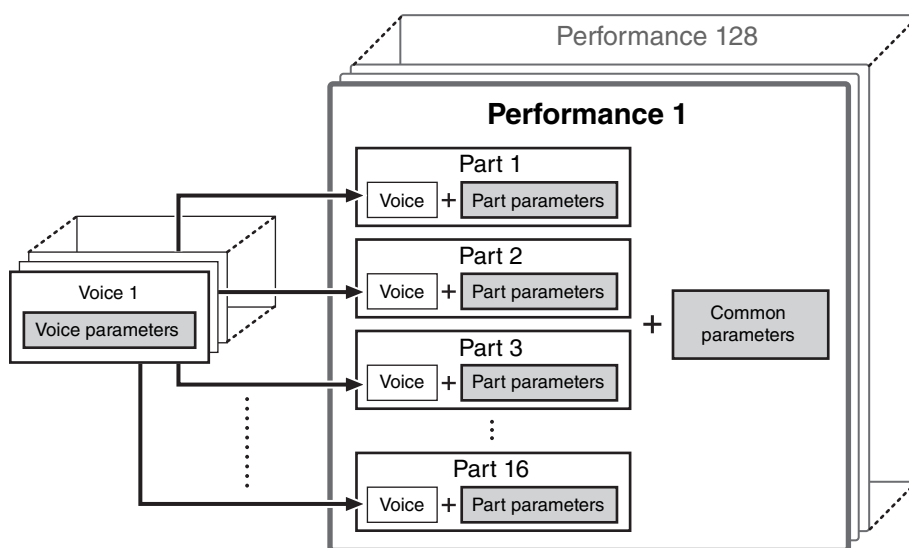 Performance 128
Performance 1
Part 1
Voice + Part parameters
Part 2
Voice + Part parameters
Part 3
Voice + Part parameters
Part 16
Voice + Part parameters
+
Common
parameters
Voice 1
Voice parameters